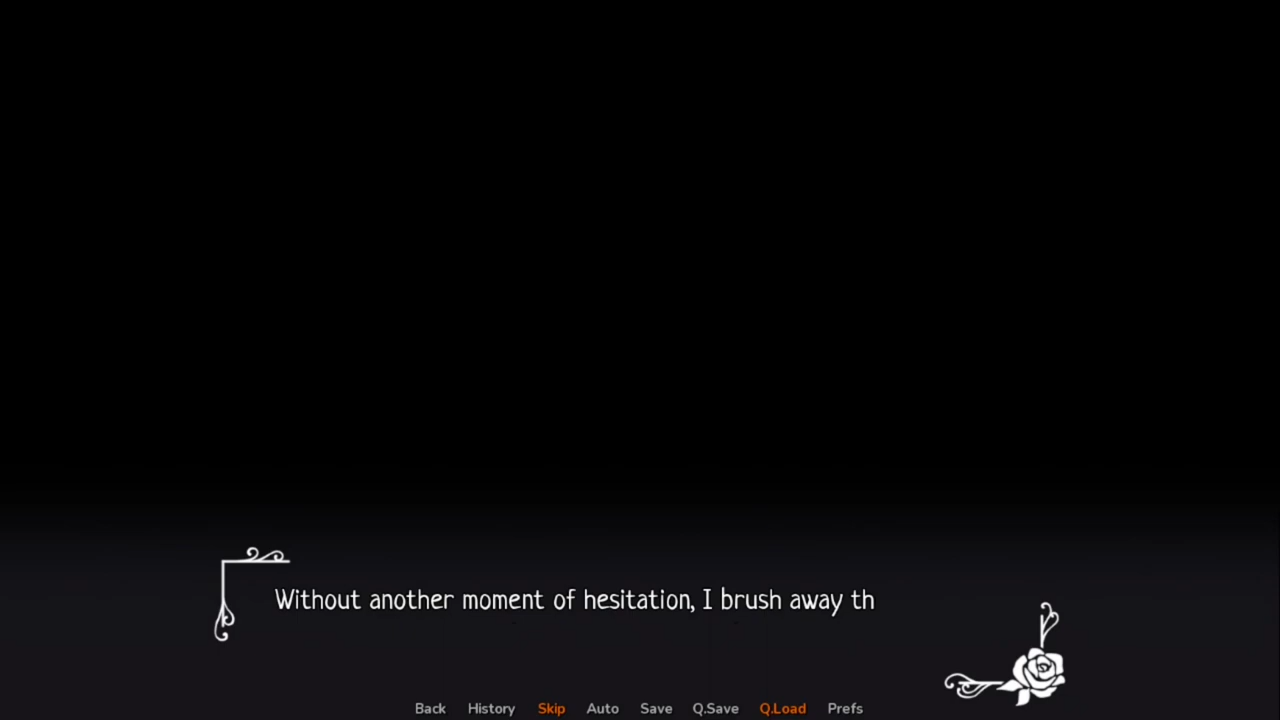 Without another moment of hesitation, I brush away th
Back History Skip Auto Save Q.Save Q.Load Prefs